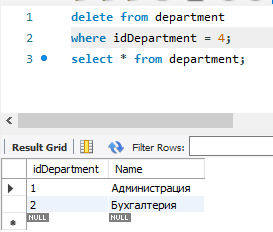 1 delete from department
2 where idDepartment = 4;
3 select * from department;
Result Grid Filter Rows:
idDepartment Name
1 Администрация
2 Бухгалтерия
NULL NULL